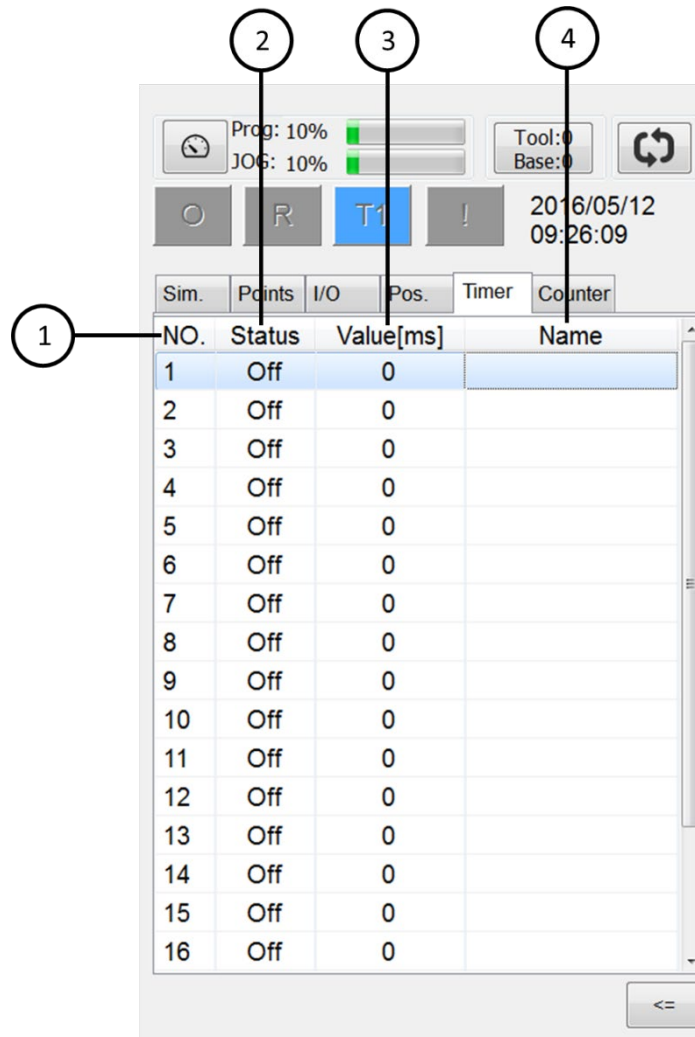 2 3 4
Prog: 10%
JOG: 10%
Tool:0
Base:0
O R T1 !
2016/05/12
09:26:09
Sim. Points I/O Pos. Timer Counter
1
NO. Status Value[ms] Name
1 Off 0
2 Off 0
3 Off 0
4 Off 0
5 Off 0
6 Off 0
7 Off 0
8 Off 0
9 Off 0
10 Off 0
11 Off 0
12 Off 0
13 Off 0
14 Off 0
15 Off 0
16 Off 0
<=